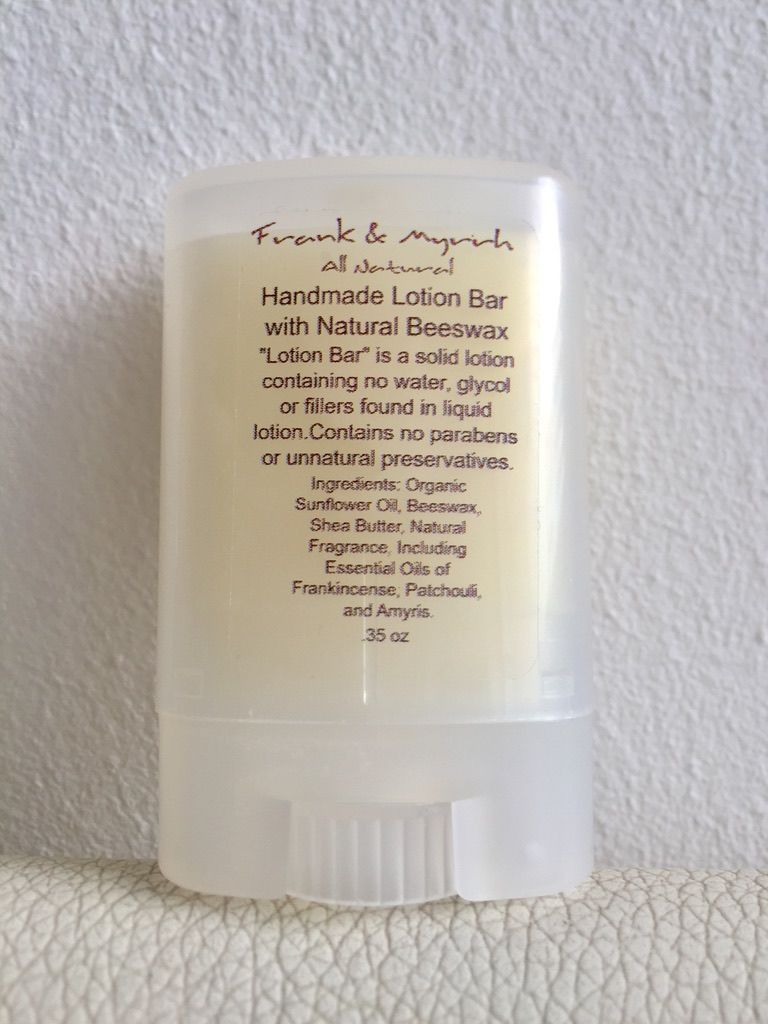 Frank & Myrrh
All Natural
Handmade Lotion Bar
with Natural Beeswax
"Lotion Bar" is a solid lotion
containing no water, glycol
or fillers found in liquid
lotion.Contains no parabens
or unnatural preservatives.
Ingredients: Organic
Sunflower Oil, Beeswax,
Shea Butter, Natural
Fragrance, Including
Essential Oils of
Frankincense, Patchouli,
and Amyris.
.35 oz